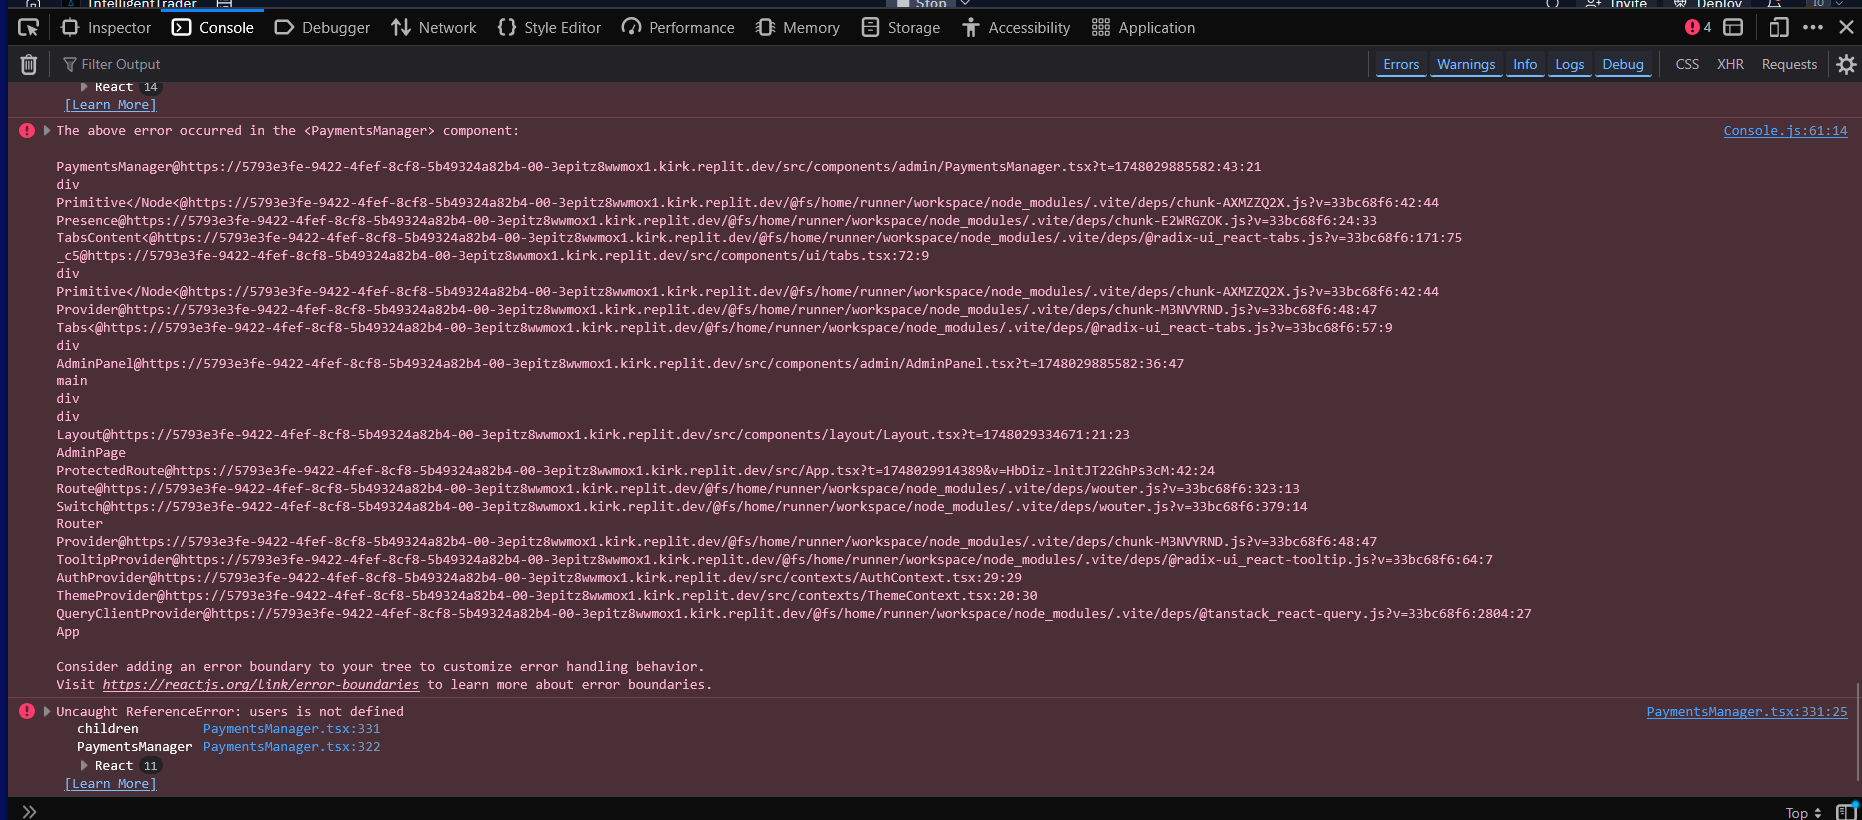 IntelligentTrader Stop Invite Deploy
Inspector Console Debugger Network Style Editor Performance Memory Storage Accessibility Application 4
Filter Output Errors Warnings Info Logs Debug CSS XHR Requests
React 14
[Learn More]
The above error occurred in the <PaymentsManager> component: Console.js:61:14
PaymentsManager@https://5793e3fe-9422-4fef-8cf8-5b49324a82b4-00-3epitz8wwmox1.kirk.replit.dev/src/components/admin/PaymentsManager.tsx?t=1748029885582:43:21
div
Primitive</Node<@https://5793e3fe-9422-4fef-8cf8-5b49324a82b4-00-3epitz8wwmox1.kirk.replit.dev/@fs/home/runner/workspace/node_modules/.vite/deps/chunk-AXMZZQ2X.js?v=33bc68f6:42:44
Presence@https://5793e3fe-9422-4fef-8cf8-5b49324a82b4-00-3epitz8wwmox1.kirk.replit.dev/@fs/home/runner/workspace/node_modules/.vite/deps/chunk-E2WRGZOK.js?v=33bc68f6:24:33
TabsContent<@https://5793e3fe-9422-4fef-8cf8-5b49324a82b4-00-3epitz8wwmox1.kirk.replit.dev/@fs/home/runner/workspace/node_modules/.vite/deps/@radix-ui_react-tabs.js?v=33bc68f6:171:75
_c5@https://5793e3fe-9422-4fef-8cf8-5b49324a82b4-00-3epitz8wwmox1.kirk.replit.dev/src/components/ui/tabs.tsx:72:9
div
Primitive</Node<@https://5793e3fe-9422-4fef-8cf8-5b49324a82b4-00-3epitz8wwmox1.kirk.replit.dev/@fs/home/runner/workspace/node_modules/.vite/deps/chunk-AXMZZQ2X.js?v=33bc68f6:42:44
Provider@https://5793e3fe-9422-4fef-8cf8-5b49324a82b4-00-3epitz8wwmox1.kirk.replit.dev/@fs/home/runner/workspace/node_modules/.vite/deps/chunk-M3NVYRND.js?v=33bc68f6:48:47
Tabs<@https://5793e3fe-9422-4fef-8cf8-5b49324a82b4-00-3epitz8wwmox1.kirk.replit.dev/@fs/home/runner/workspace/node_modules/.vite/deps/@radix-ui_react-tabs.js?v=33bc68f6:57:9
div
AdminPanel@https://5793e3fe-9422-4fef-8cf8-5b49324a82b4-00-3epitz8wwmox1.kirk.replit.dev/src/components/admin/AdminPanel.tsx?t=1748029885582:36:47
main
div
div
Layout@https://5793e3fe-9422-4fef-8cf8-5b49324a82b4-00-3epitz8wwmox1.kirk.replit.dev/src/components/layout/Layout.tsx?t=1748029334671:21:23
AdminPage
ProtectedRoute@https://5793e3fe-9422-4fef-8cf8-5b49324a82b4-00-3epitz8wwmox1.kirk.replit.dev/src/App.tsx?t=1748029914389&v=HbDiz-lnitJT22GhPs3cM:42:24
Route@https://5793e3fe-9422-4fef-8cf8-5b49324a82b4-00-3epitz8wwmox1.kirk.replit.dev/@fs/home/runner/workspace/node_modules/.vite/deps/wouter.js?v=33bc68f6:323:13
Switch@https://5793e3fe-9422-4fef-8cf8-5b49324a82b4-00-3epitz8wwmox1.kirk.replit.dev/@fs/home/runner/workspace/node_modules/.vite/deps/wouter.js?v=33bc68f6:379:14
Router
Provider@https://5793e3fe-9422-4fef-8cf8-5b49324a82b4-00-3epitz8wwmox1.kirk.replit.dev/@fs/home/runner/workspace/node_modules/.vite/deps/chunk-M3NVYRND.js?v=33bc68f6:48:47
TooltipProvider@https://5793e3fe-9422-4fef-8cf8-5b49324a82b4-00-3epitz8wwmox1.kirk.replit.dev/@fs/home/runner/workspace/node_modules/.vite/deps/@radix-ui_react-tooltip.js?v=33bc68f6:64:7
AuthProvider@https://5793e3fe-9422-4fef-8cf8-5b49324a82b4-00-3epitz8wwmox1.kirk.replit.dev/src/contexts/AuthContext.tsx:29:29
ThemeProvider@https://5793e3fe-9422-4fef-8cf8-5b49324a82b4-00-3epitz8wwmox1.kirk.replit.dev/src/contexts/ThemeContext.tsx:20:30
QueryClientProvider@https://5793e3fe-9422-4fef-8cf8-5b49324a82b4-00-3epitz8wwmox1.kirk.replit.dev/@fs/home/runner/workspace/node_modules/.vite/deps/@tanstack_react-query.js?v=33bc68f6:2804:27
App
Consider adding an error boundary to your tree to customize error handling behavior.
Visit https://reactjs.org/link/error-boundaries to learn more about error boundaries.
Uncaught ReferenceError: users is not defined PaymentsManager.tsx:331:25
children PaymentsManager.tsx:331
PaymentsManager PaymentsManager.tsx:322
React 11
[Learn More]
Top